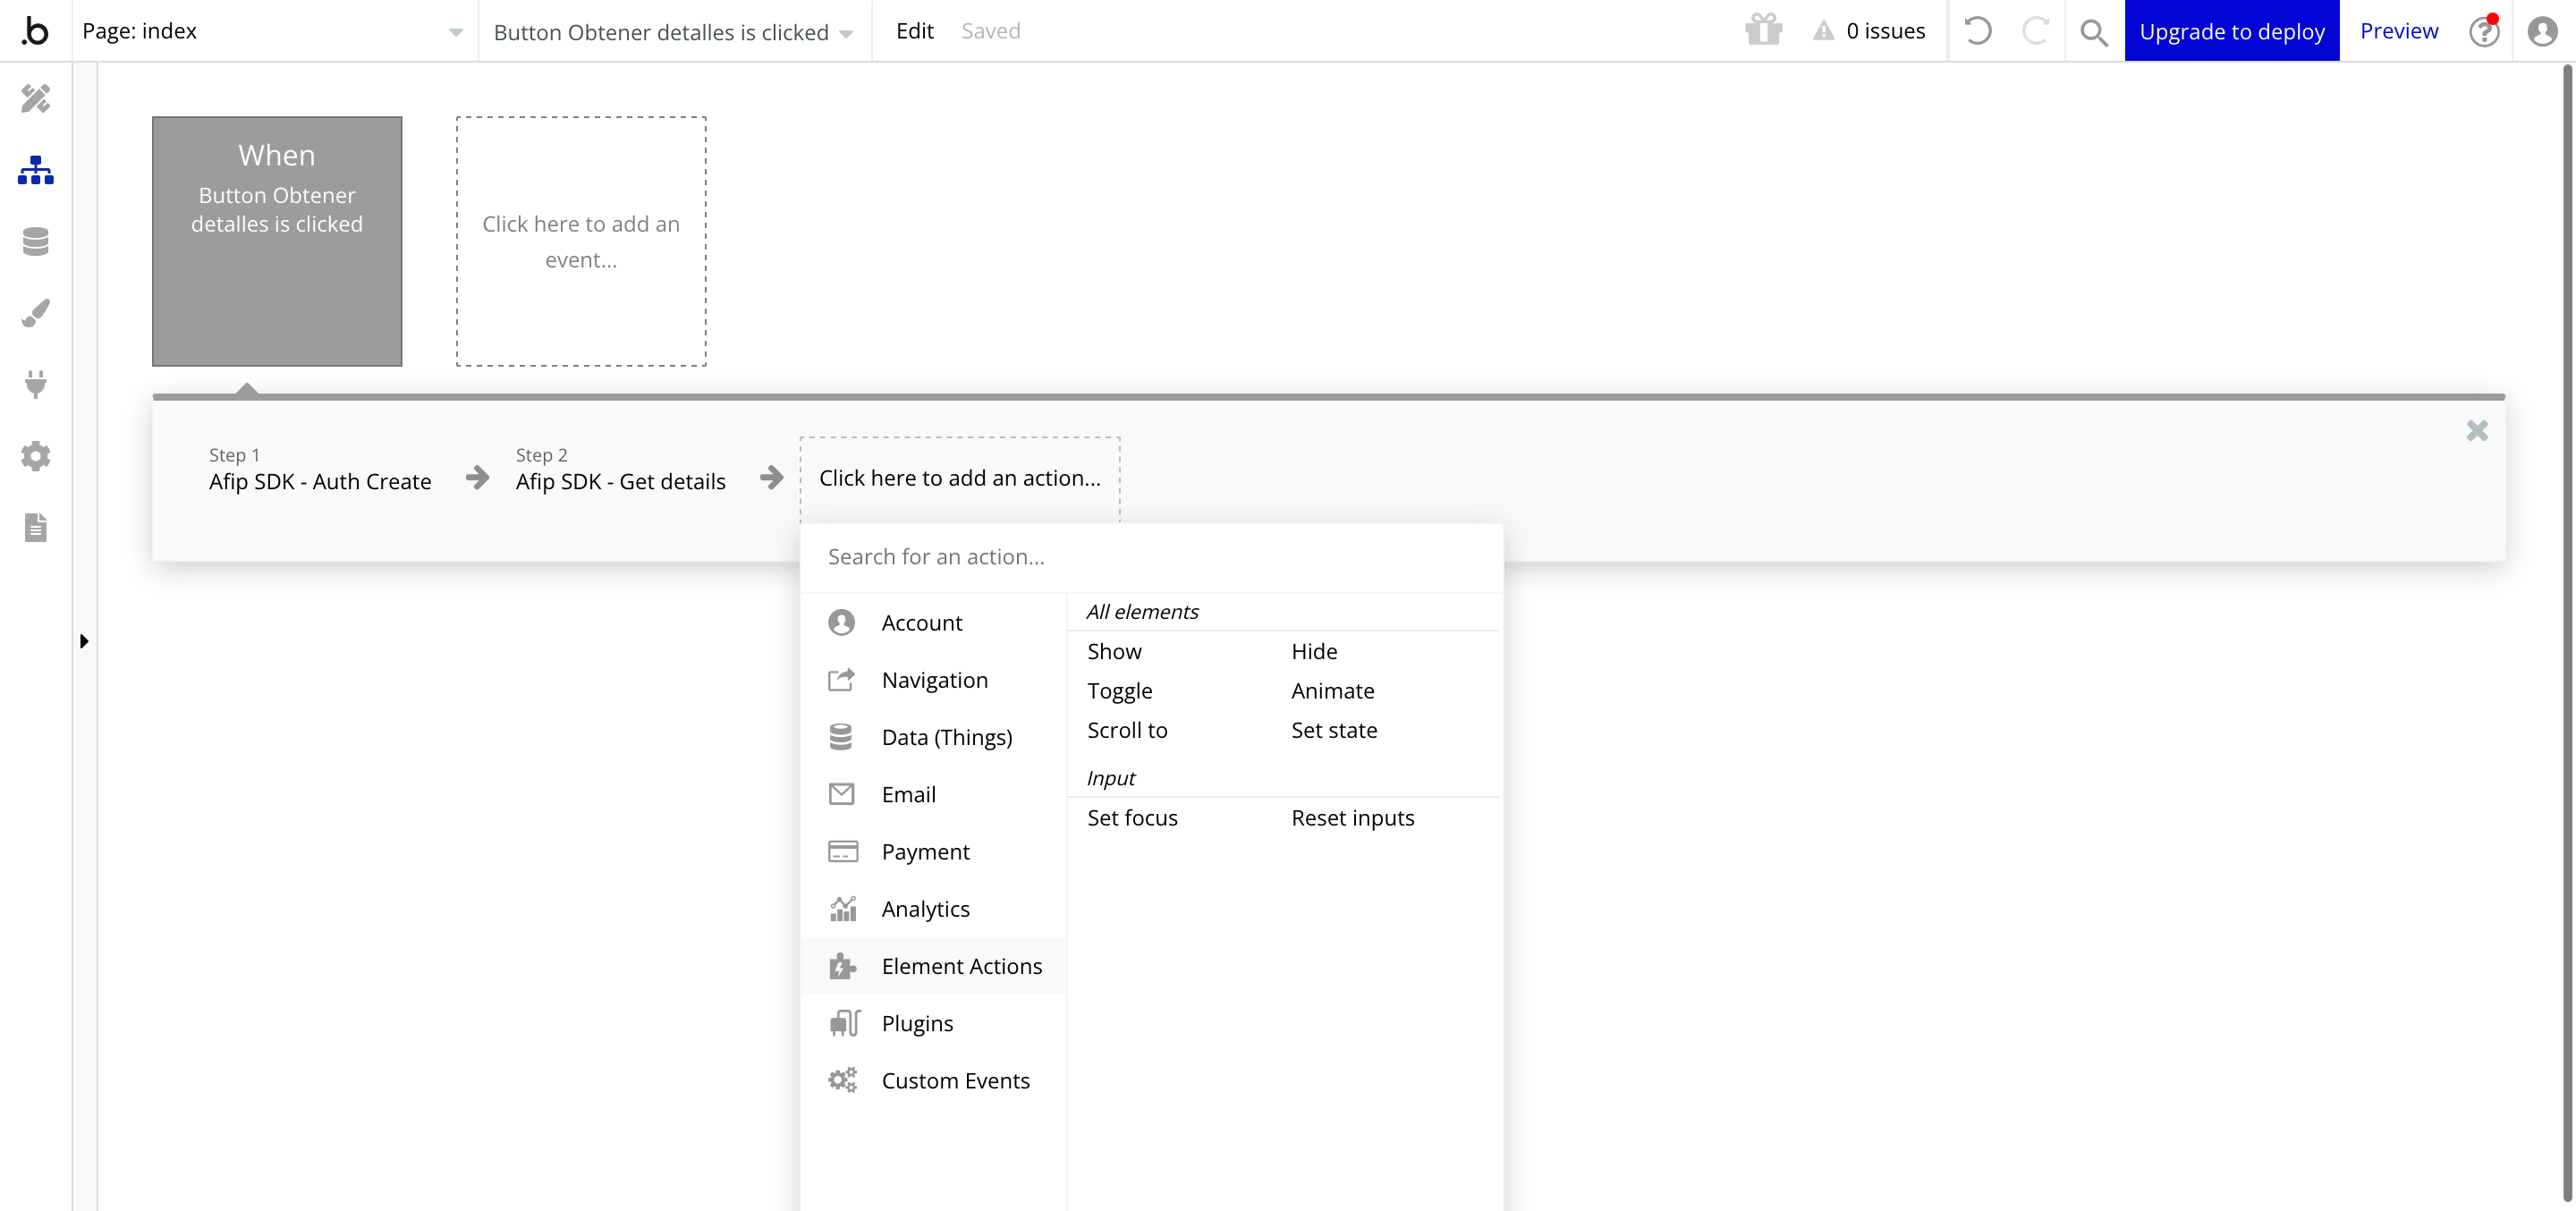 .b
Page: index
Button Obtener detalles is clicked
Edit
Saved
0 issues
Upgrade to deploy
Preview
When
Button Obtener
detalles is clicked
Click here to add an
event...
Step 1
Afip SDK - Auth Create
Step 2
Afip SDK - Get details
Click here to add an action...
Search for an action...
Account
Navigation
Data (Things)
Email
Payment
Analytics
Element Actions
Plugins
Custom Events
All elements
Show
Hide
Toggle
Animate
Scroll to
Set state
Input
Set focus
Reset inputs